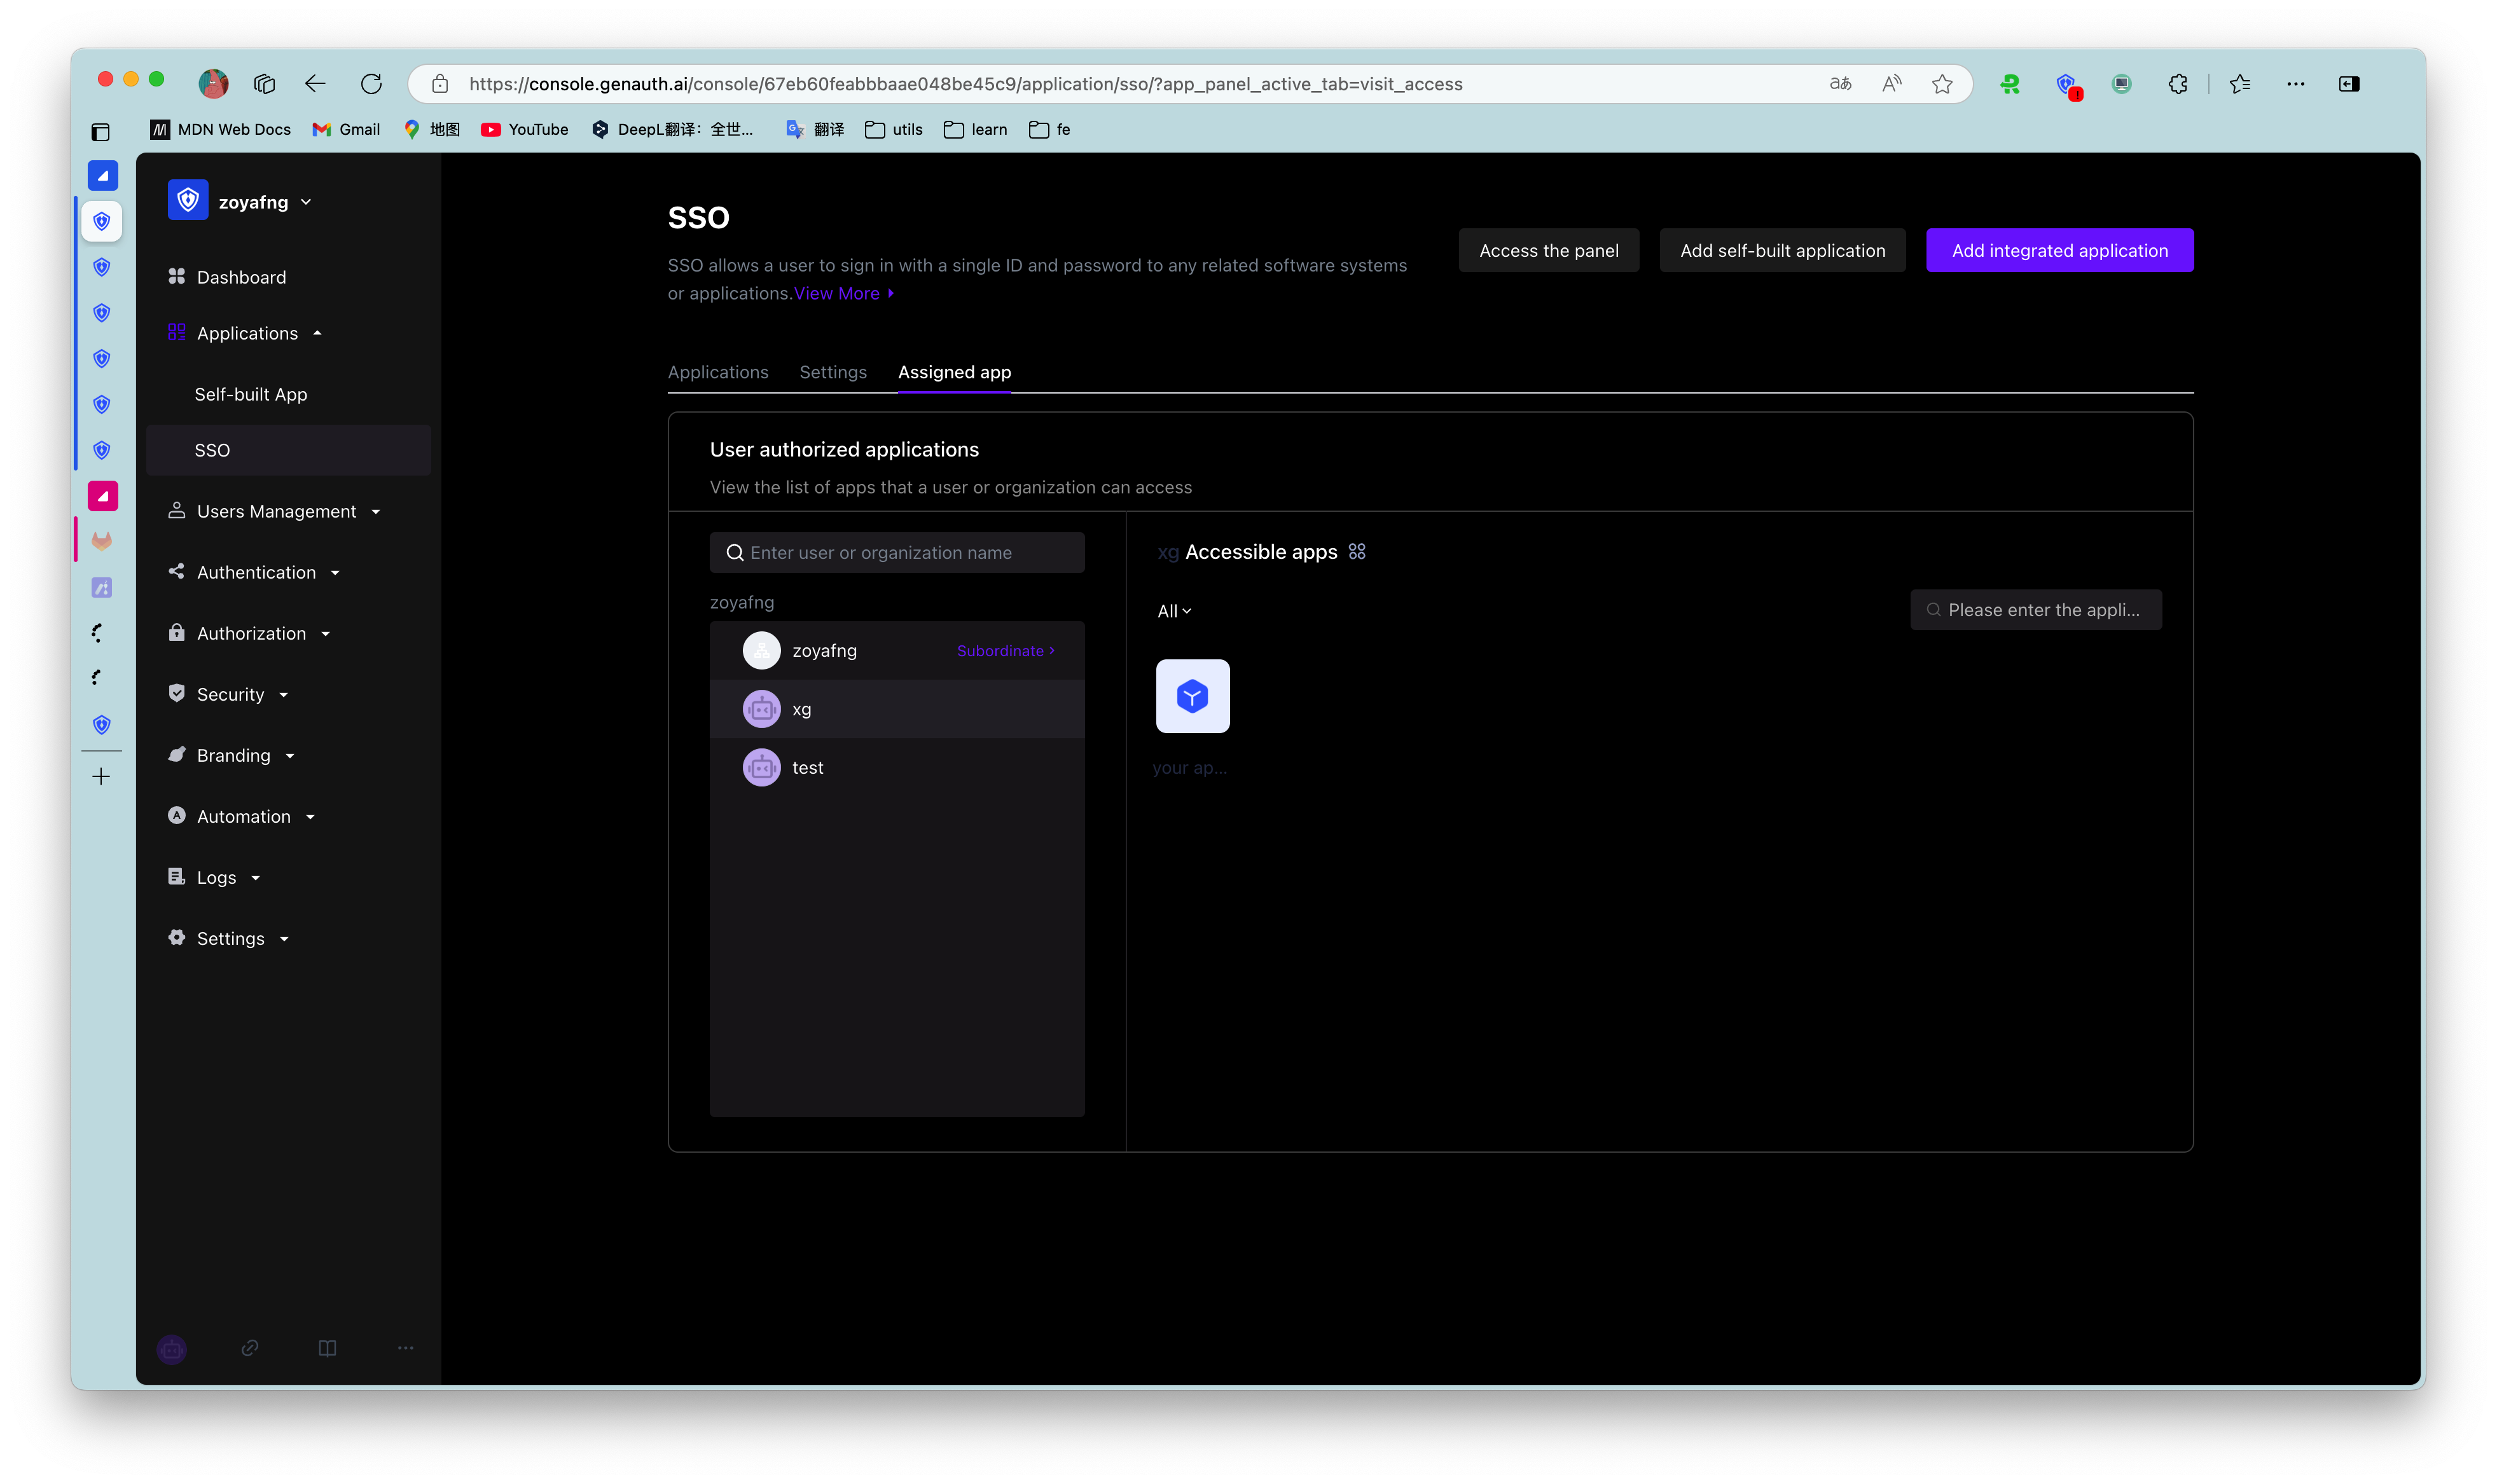 https://console.genauth.ai/console/67eb60feabbbaae048be45c9/application/sso/?app_panel_active_tab=visit_access
aあ
MDN Web Docs
Gmail
地图
YouTube
DeepL翻译：全世...
翻译
utils
learn
fe
zoyafng
Dashboard
Applications
Self-built App
SSO
Users Management
Authentication
Authorization
Security
Branding
Automation
Logs
Settings
SSO
SSO allows a user to sign in with a single ID and password to any related software systems
or applications.View More
Access the panel
Add self-built application
Add integrated application
Applications
Settings
Assigned app
User authorized applications
View the list of apps that a user or organization can access
Enter user or organization name
zoyafng
zoyafng
Subordinate
xg
test
xg Accessible apps
All
Please enter the appli...
your ap...